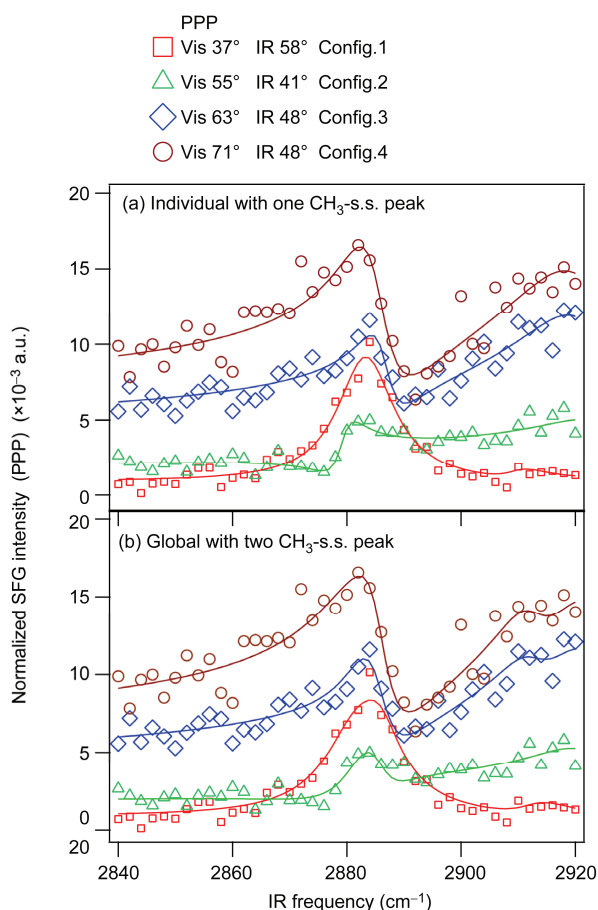 PPP
Vis 37° IR 58° Config.1
Vis 55° IR 41° Config.2
Vis 63° IR 48° Config.3
Vis 71° IR 48° Config.4
Normalized SFG intensity (PPP) (×10⁻³ a.u.)
20
(a) Individual with one CH₃-s.s. peak
15
10
5
0
20
(b) Global with two CH₃-s.s. peak
15
10
5
0
20
2840 2860 2880 2900 2920
IR frequency (cm⁻¹)